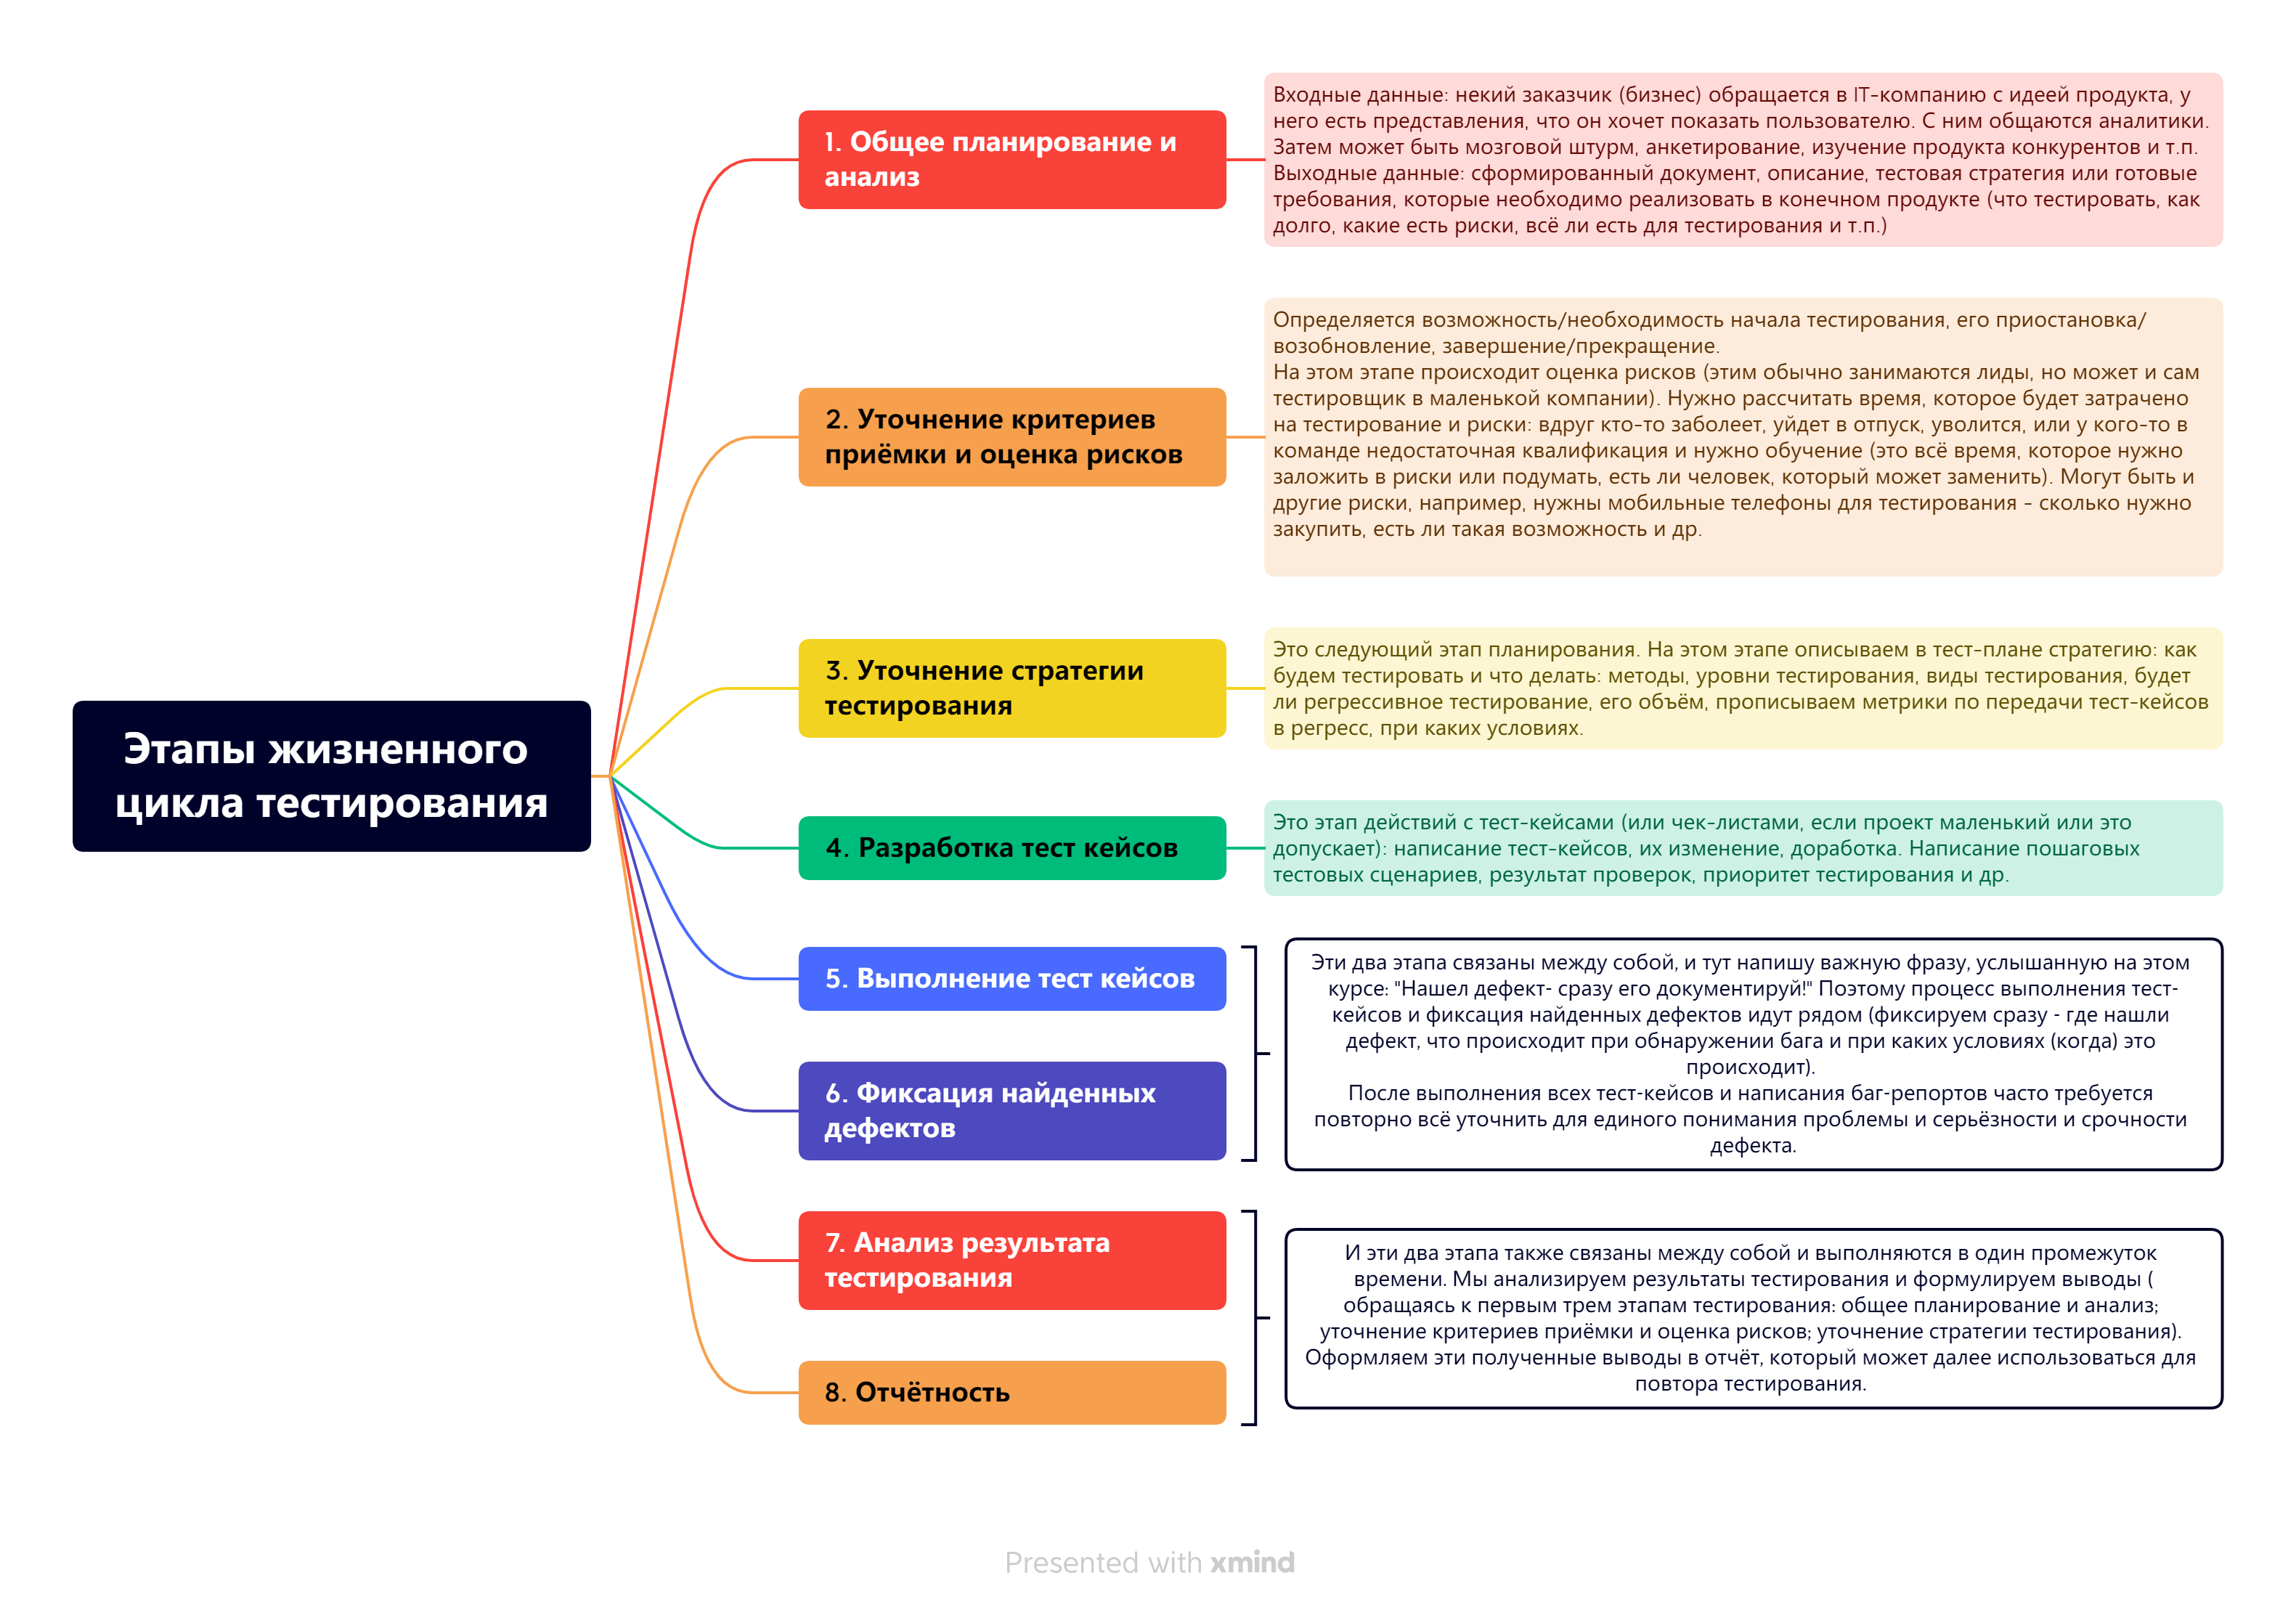 Этапы жизненного
цикла тестирования
1. Общее планирование и
анализ
Входные данные: некий заказчик (бизнес) обращается в IT-компанию с идеей продукта, у
него есть представления, что он хочет показать пользователю. С ним общаются аналитики.
Затем может быть мозговой штурм, анкетирование, изучение продукта конкурентов и т.п.
Выходные данные: сформированный документ, описание, тестовая стратегия или готовые
требования, которые необходимо реализовать в конечном продукте (что тестировать, как
долго, какие есть риски, всё ли есть для тестирования и т.п.)
2. Уточнение критериев
приёмки и оценка рисков
Определяется возможность/необходимость начала тестирования, его приостановка/
возобновление, завершение/прекращение.
На этом этапе происходит оценка рисков (этим обычно занимаются лиды, но может и сам
тестировщик в маленькой компании). Нужно рассчитать время, которое будет затрачено
на тестирование и риски: вдруг кто-то заболеет, уйдет в отпуск, уволится, или у кого-то в
команде недостаточная квалификация и нужно обучение (это всё время, которое нужно
заложить в риски или подумать, есть ли человек, который может заменить). Могут быть и
другие риски, например, нужны мобильные телефоны для тестирования - сколько нужно
закупить, есть ли такая возможность и др.
3. Уточнение стратегии
тестирования
Это следующий этап планирования. На этом этапе описываем в тест-плане стратегию: как
будем тестировать и что делать: методы, уровни тестирования, виды тестирования, будет
ли регрессивное тестирование, его объём, прописываем метрики по передачи тест-кейсов
в регресс, при каких условиях.
4. Разработка тест кейсов
Это этап действий с тест-кейсами (или чек-листами, если проект маленький или это
допускает): написание тест-кейсов, их изменение, доработка. Написание пошаговых
тестовых сценариев, результат проверок, приоритет тестирования и др.
5. Выполнение тест кейсов
6. Фиксация найденных
дефектов
Эти два этапа связаны между собой, и тут напишу важную фразу, услышанную на этом
курсе: "Нашел дефект- сразу его документируй!" Поэтому процесс выполнения тест-
кейсов и фиксация найденных дефектов идут рядом (фиксируем сразу - где нашли
дефект, что происходит при обнаружении бага и при каких условиях (когда) это
происходит).
После выполнения всех тест-кейсов и написания баг-репортов часто требуется
повторно всё уточнить для единого понимания проблемы и серьёзности и срочности
дефекта.
7. Анализ результата
тестирования
8. Отчётность
И эти два этапа также связаны между собой и выполняются в один промежуток
времени. Мы анализируем результаты тестирования и формулируем выводы (
обращаясь к первым трем этапам тестирования: общее планирование и анализ;
уточнение критериев приёмки и оценка рисков; уточнение стратегии тестирования).
Оформляем эти полученные выводы в отчёт, который может далее использоваться для
повтора тестирования.
Presented with xmind